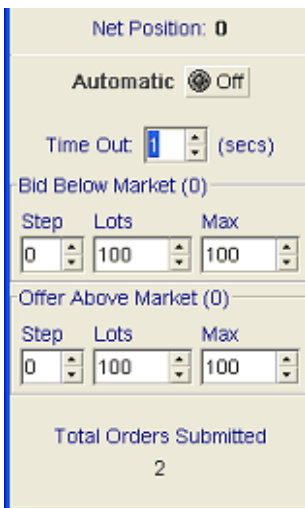 Net Position: 0
Automatic Off
Time Out: 1 (secs)
Bid Below Market (0)
Step Lots Max
0 100 100
Offer Above Market (0)
Step Lots Max
0 100 100
Total Orders Submitted
2